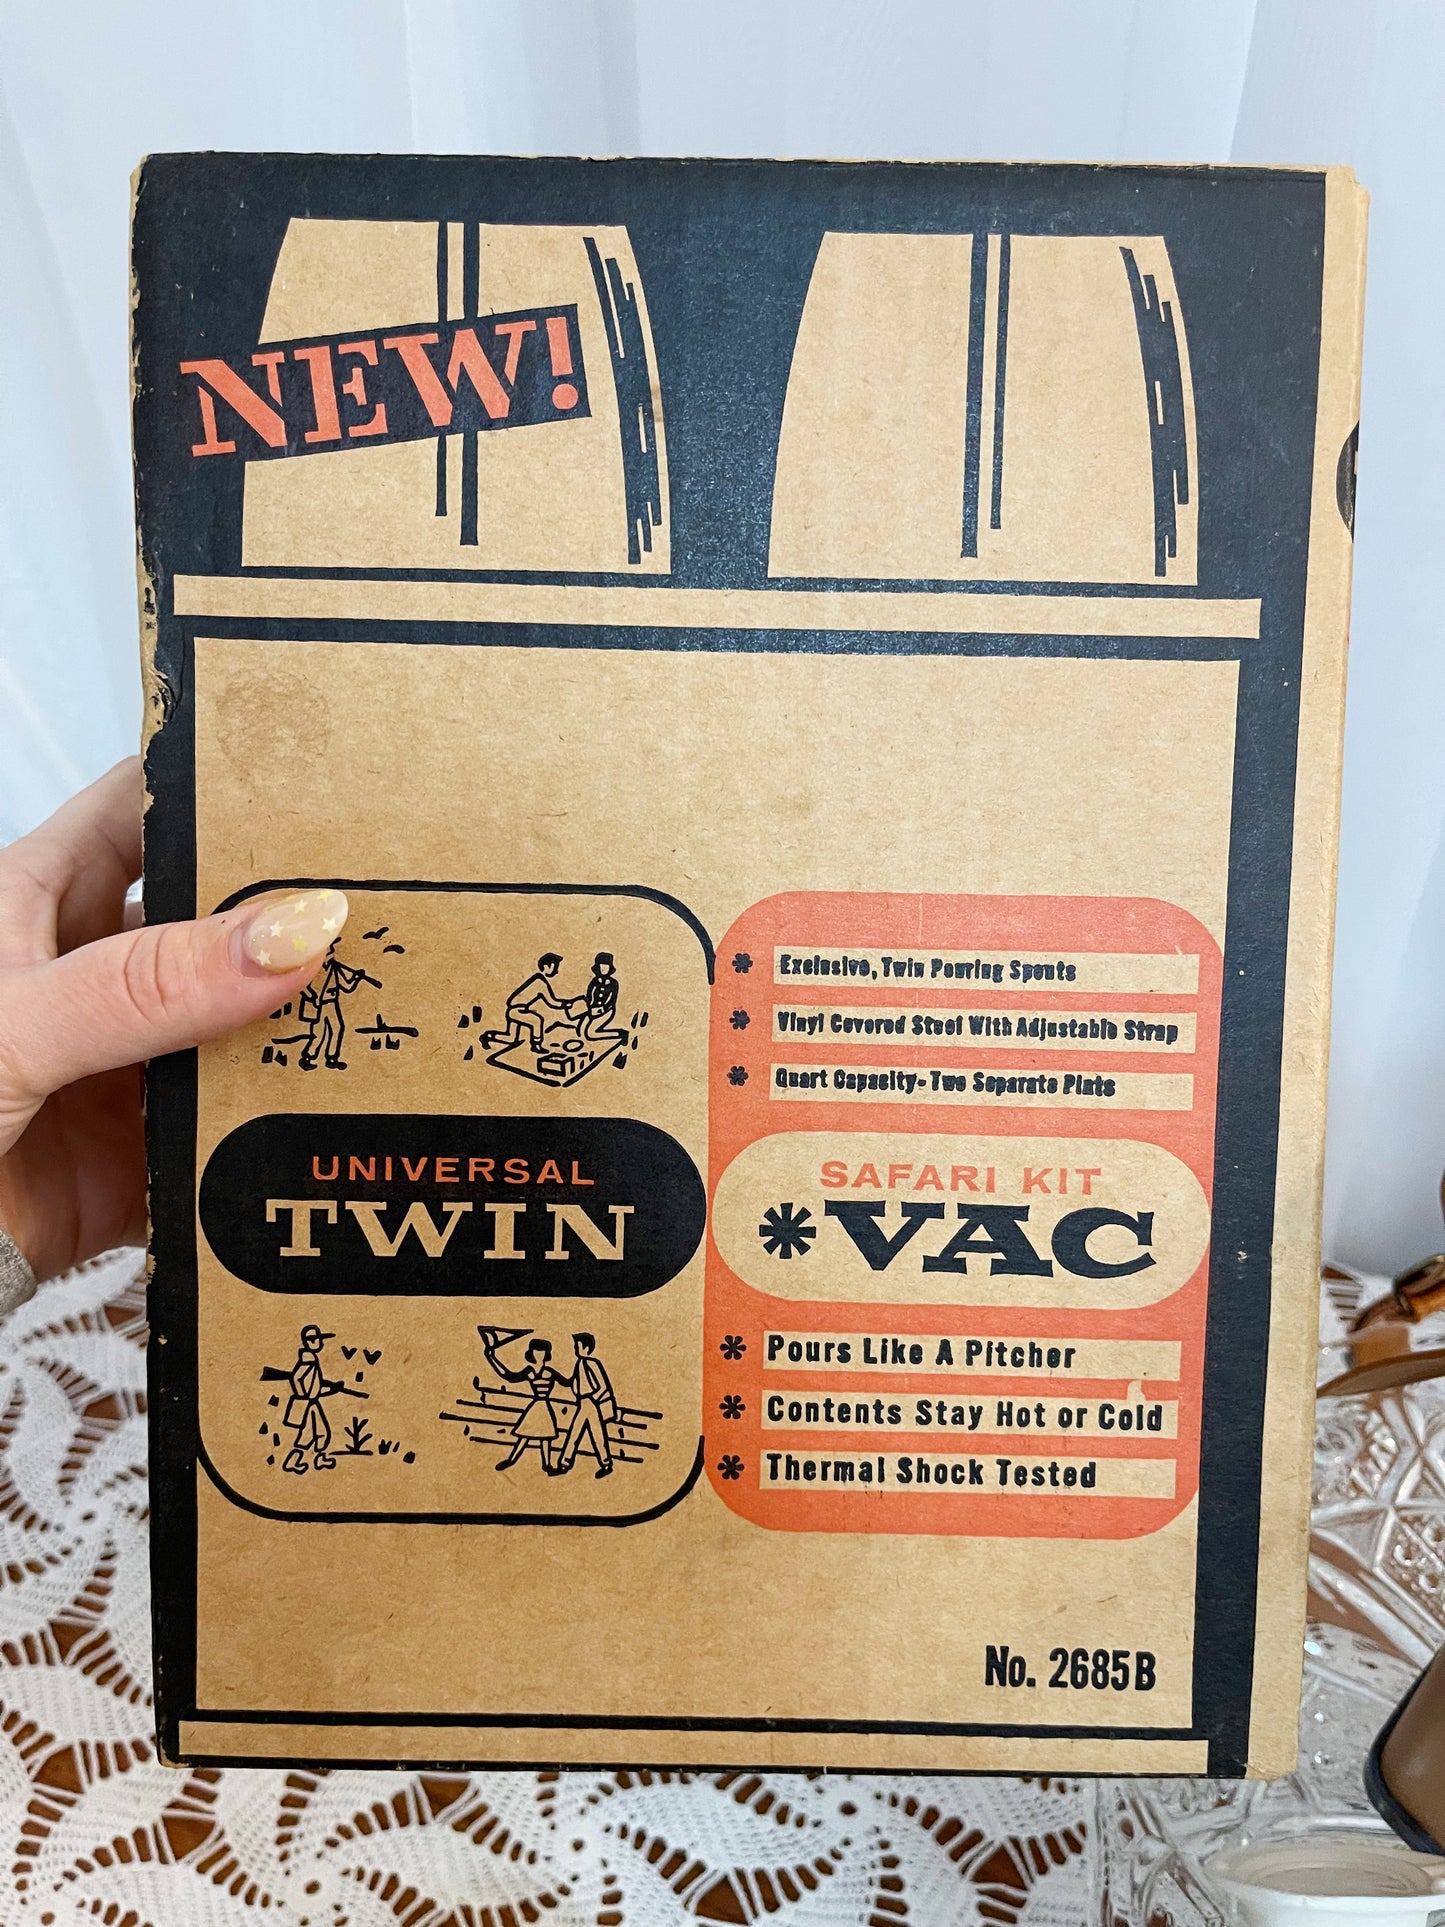 NEW!
UNIVERSAL
TWIN
* Exclusive, Twin Pouring Spouts
* Vinyl Covered Steel With Adjustable Strap
* Quart Capacity - Two Separate Pints
SAFARI KIT
*VAC
* Pours Like A Pitcher
* Contents Stay Hot or Cold
* Thermal Shock Tested
No. 2685B